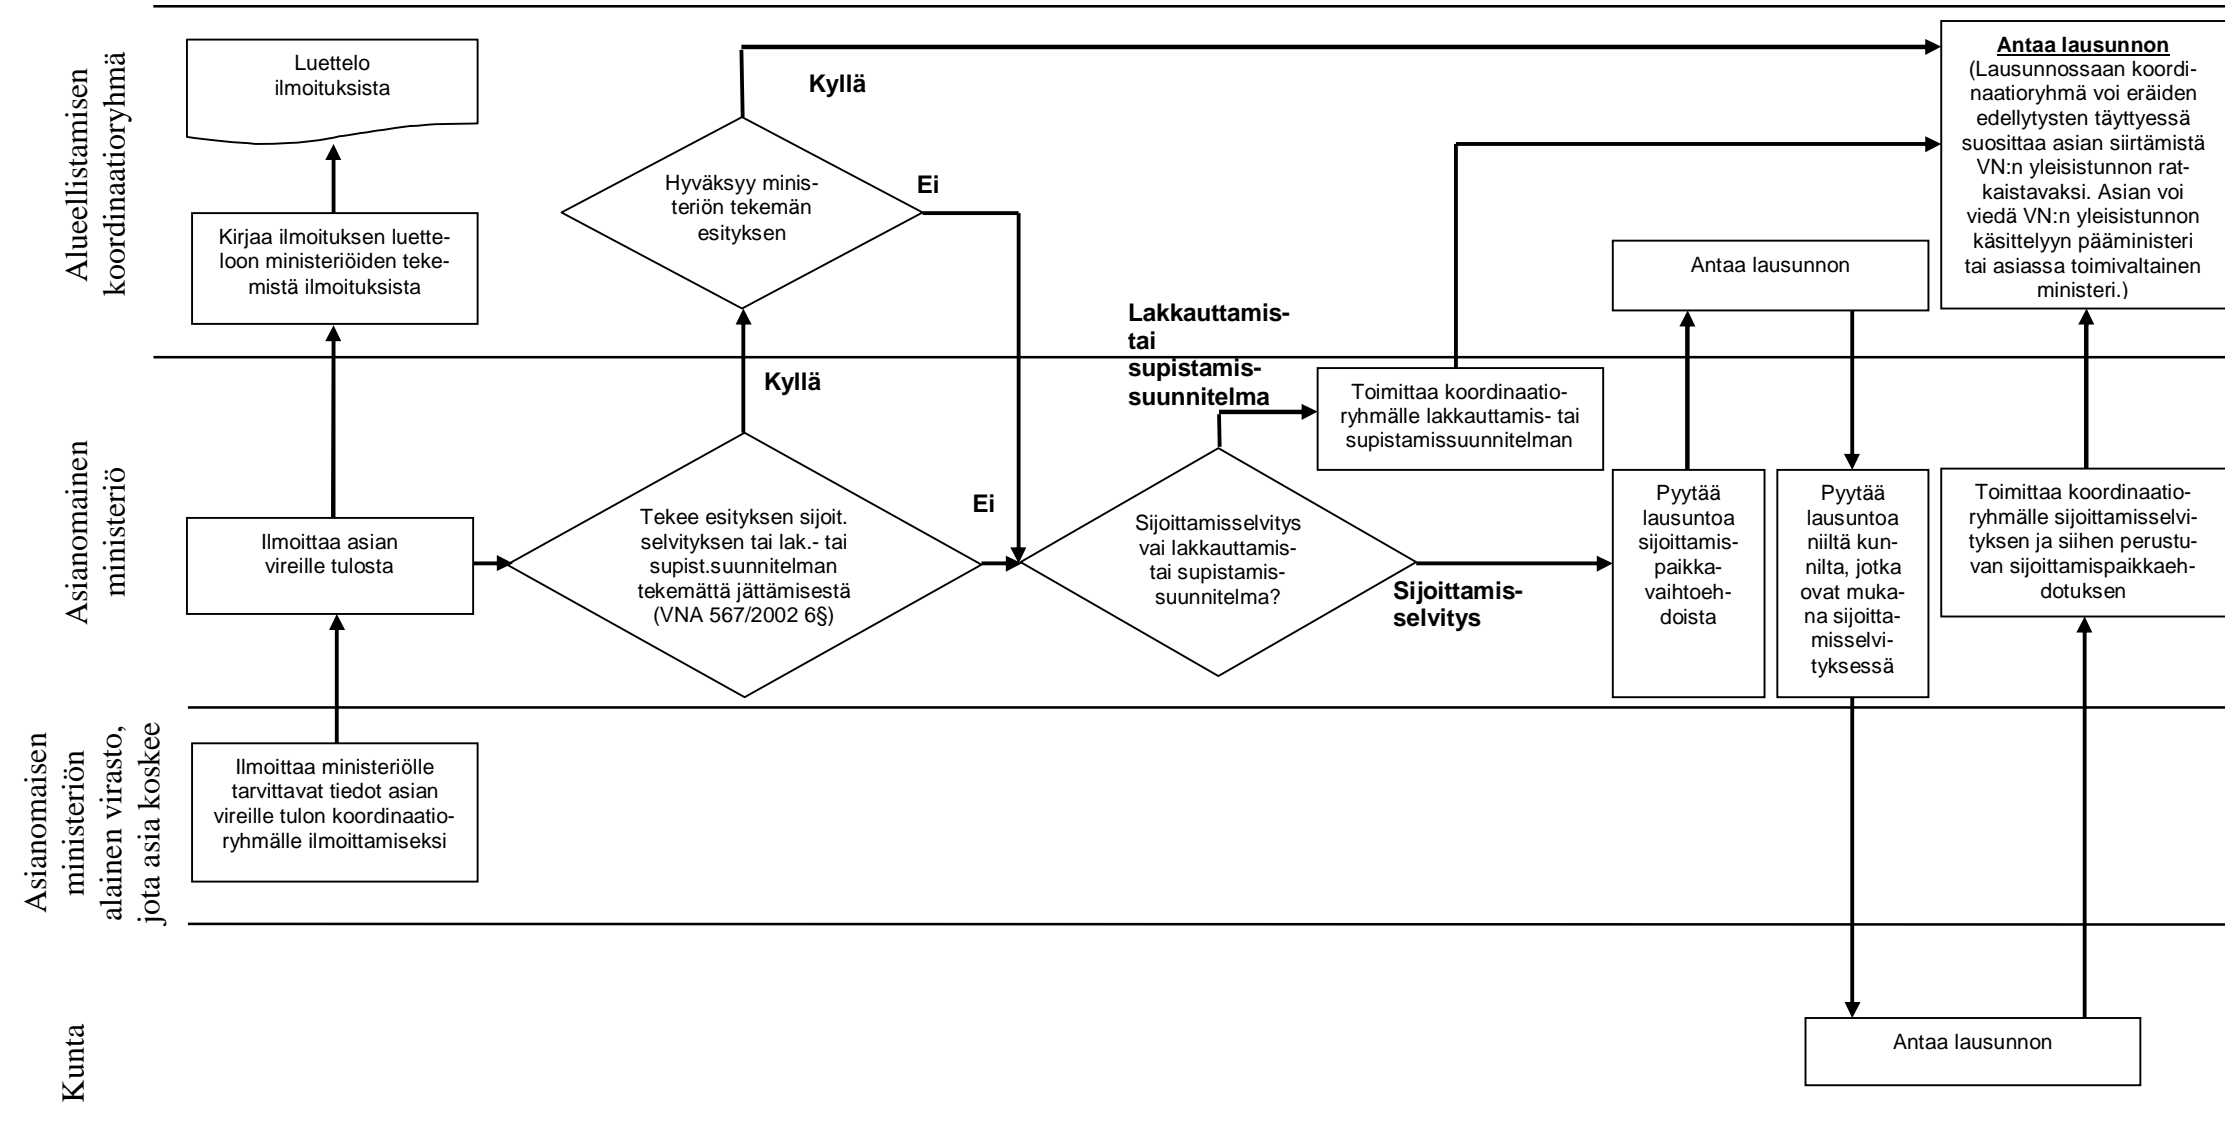 Alueellistamisen
koordinaatioryhmä
Luettelo
ilmoituksista
Kirjaa ilmoituksen luette-
loon ministeriöiden teke-
mistä ilmoituksista
Kyllä
Hyväksyy minis-
teriön tekemän
esityksen
Ei
Antaa lausunnon
Antaa lausunnon
(Lausunnossaan koordi-
naatioryhmä voi eräiden
edellytysten täyttyessä
suosittaa asian siirtämistä
VN:n yleisistunnon rat-
kaistavaksi. Asian voi
viedä VN:n yleisistunnon
käsittelyyn pääministeri
tai asiassa toimivaltainen
ministeri.)
Asianomainen
ministeriö
Ilmoittaa asian
vireille tulosta
Kyllä
Tekee esityksen sijoit.
selvityksen tai lak.- tai
supist.suunnitelman
tekemättä jättämisestä
(VNA 567/2002 6§)
Ei
Lakkauttamis-
tai
supistamis-
suunnitelma
Sijoittamisselvitys
vai lakkauttamis-
tai supistamis-
suunnitelma?
Sijoittamis-
selvitys
Toimittaa koordinaatio-
ryhmälle lakkauttamis- tai
supistamissuunnitelman
Pyytää
lausuntoa
sijoittamis-
paikka-
vaihtoeh-
doista
Pyytää
lausuntoa
niiltä kun-
nilta, jotka
ovat muka-
na sijoitta-
misselvi-
tyksessä
Toimittaa koordinaatio-
ryhmälle sijoittamisselvi-
tyksen ja siihen perustu-
van sijoittamispaikkaeh-
dotuksen
Asianomaisen
ministeriön
alainen virasto,
jota asia koskee
Ilmoittaa ministeriölle
tarvittavat tiedot asian
vireille tulon koordinaatio-
ryhmälle ilmoittamiseksi
Kunta
Antaa lausunnon